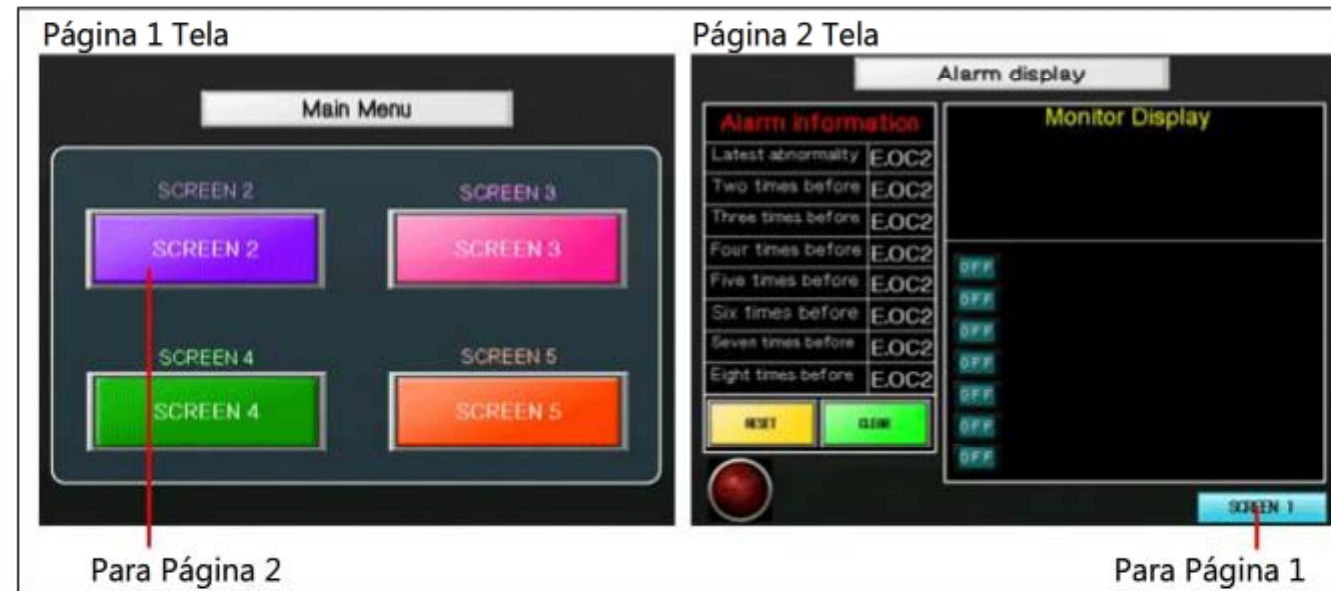 Página 1 Tela
Main Menu
SCREEN 2
SCREEN 3
SCREEN 2
SCREEN 3
SCREEN 4
SCREEN 5
SCREEN 4
SCREEN 5
Para Página 2
Página 2 Tela
Alarm display
Alarm information
Latest abnormality E.OC2
Two times before E.OC2
Three times before E.OC2
Four times before E.OC2
Five times before E.OC2
Six times before E.OC2
Seven times before E.OC2
Eight times before E.OC2
RESET
CLEAR
Monitor Display
OFF
OFF
OFF
OFF
OFF
OFF
OFF
SCREEN 1
Para Página 1